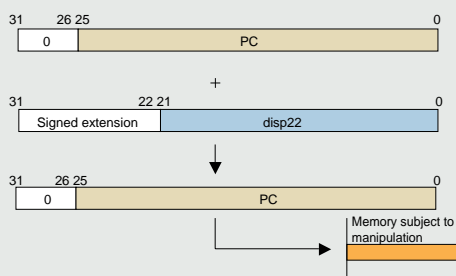 31 26 25 0
0 PC
+
31 22 21 0
Signed extension disp22
31 26 25 0
0 PC
Memory subject to
manipulation